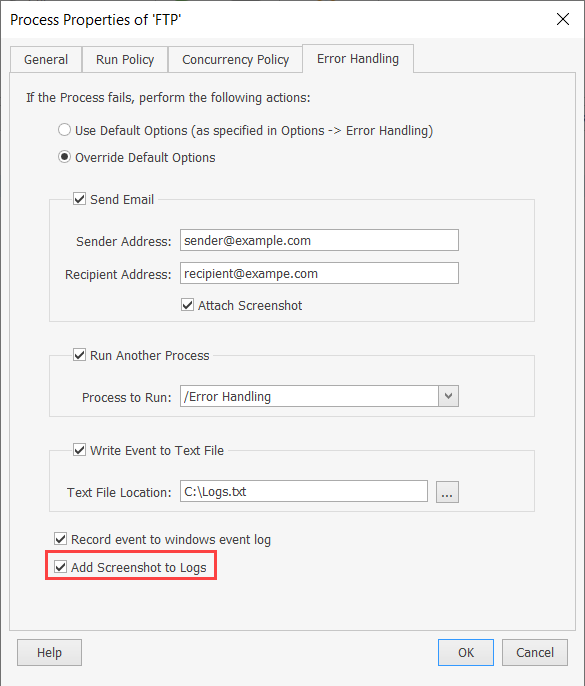 Process Properties of 'FTP'
General Run Policy Concurrency Policy Error Handling
If the Process fails, perform the following actions:
Use Default Options (as specified in Options -> Error Handling)
Override Default Options
Send Email
Sender Address: sender@example.com
Recipient Address: recipient@exampe.com
Attach Screenshot
Run Another Process
Process to Run: /Error Handling
Write Event to Text File
Text File Location: C:\Logs.txt ...
Record event to windows event log
Add Screenshot to Logs
Help OK Cancel